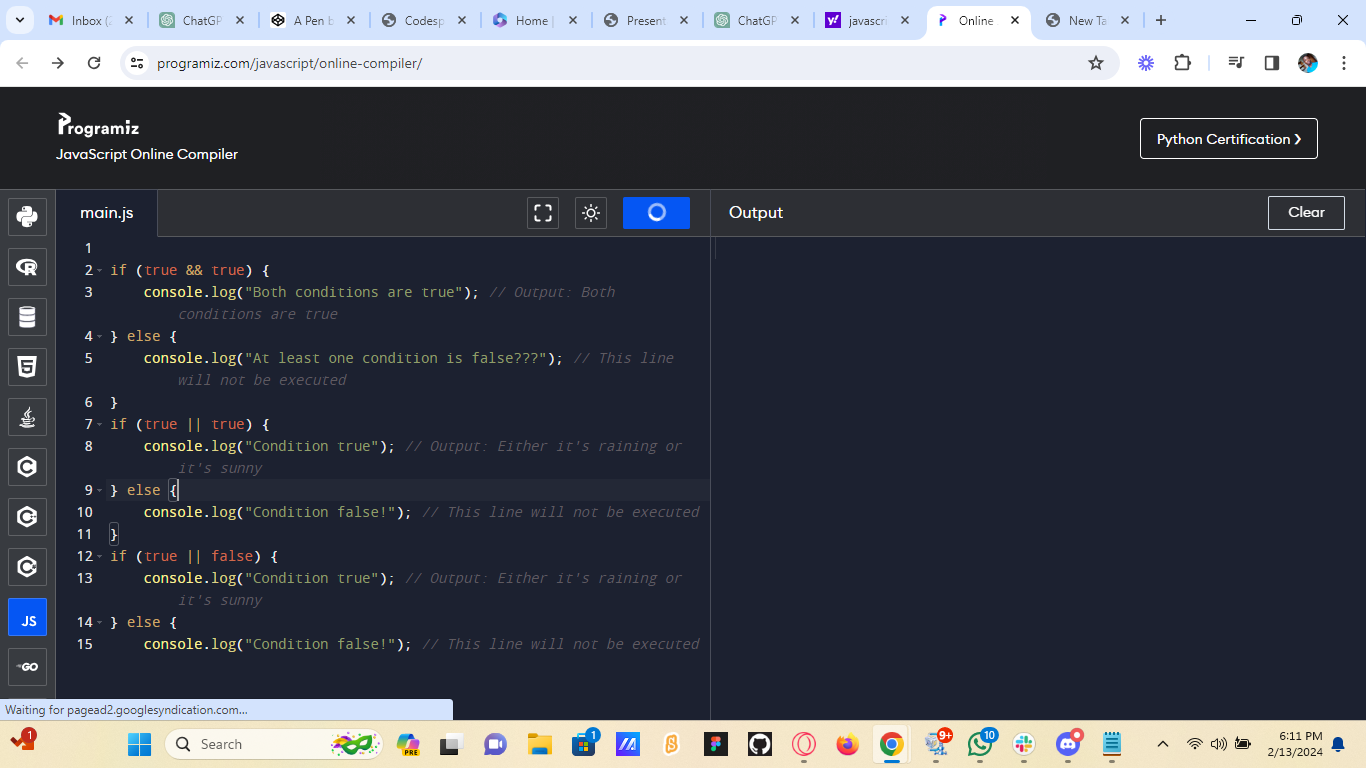 Inbox (2
ChatGP
A Pen b
Codesp
Home |
Present
ChatGP
javascri
Online
New Ta
programiz.com/javascript/online-compiler/
Programiz
JavaScript Online Compiler
Python Certification ❯
main.js
Output
Clear
1
2 if (true && true) {
3 console.log("Both conditions are true"); // Output: Both
conditions are true
4 } else {
5 console.log("At least one condition is false???"); // This line
will not be executed
6 }
7 if (true || true) {
8 console.log("Condition true"); // Output: Either it's raining or
it's sunny
9 } else {
10 console.log("Condition false!"); // This line will not be executed
11 }
12 if (true || false) {
13 console.log("Condition true"); // Output: Either it's raining or
it's sunny
14 } else {
15 console.log("Condition false!"); // This line will not be executed
JS
GO
Waiting for pagead2.googlesyndication.com...
1
Search
PRE
1
9+
10
6:11 PM
2/13/2024